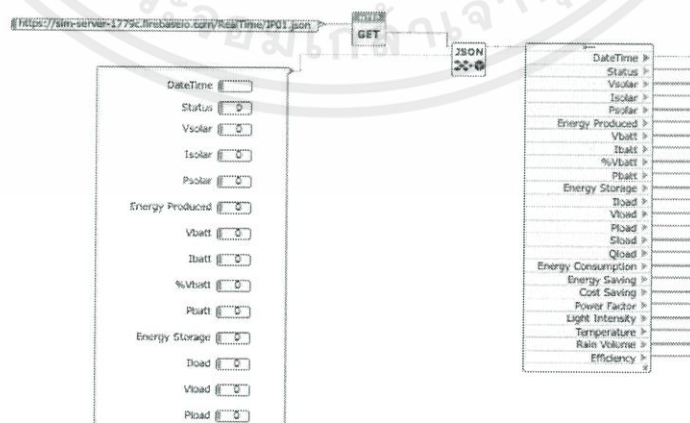 https://sim-server-1779c.firebaseio.com/RealTime/IP01.json
GET
JSON
DateTime
Status 0
Vsolar 0
Isolar 0
Psolar 0
Energy Produced 0
Vbatt 0
Ibatt 0
%Vbatt 0
Pbatt 0
Energy Storage 0
Iload 0
Vload 0
Pload 0
DateTime
Status
Vsolar
Isolar
Psolar
Energy Produced
Vbatt
Ibatt
%Vbatt
Pbatt
Energy Storage
Iload
Vload
Pload
Sload
Qload
Energy Consumption
Energy Saving
Cost Saving
Power Factor
Light Intensity
Temperature
Rain Volume
Efficiency